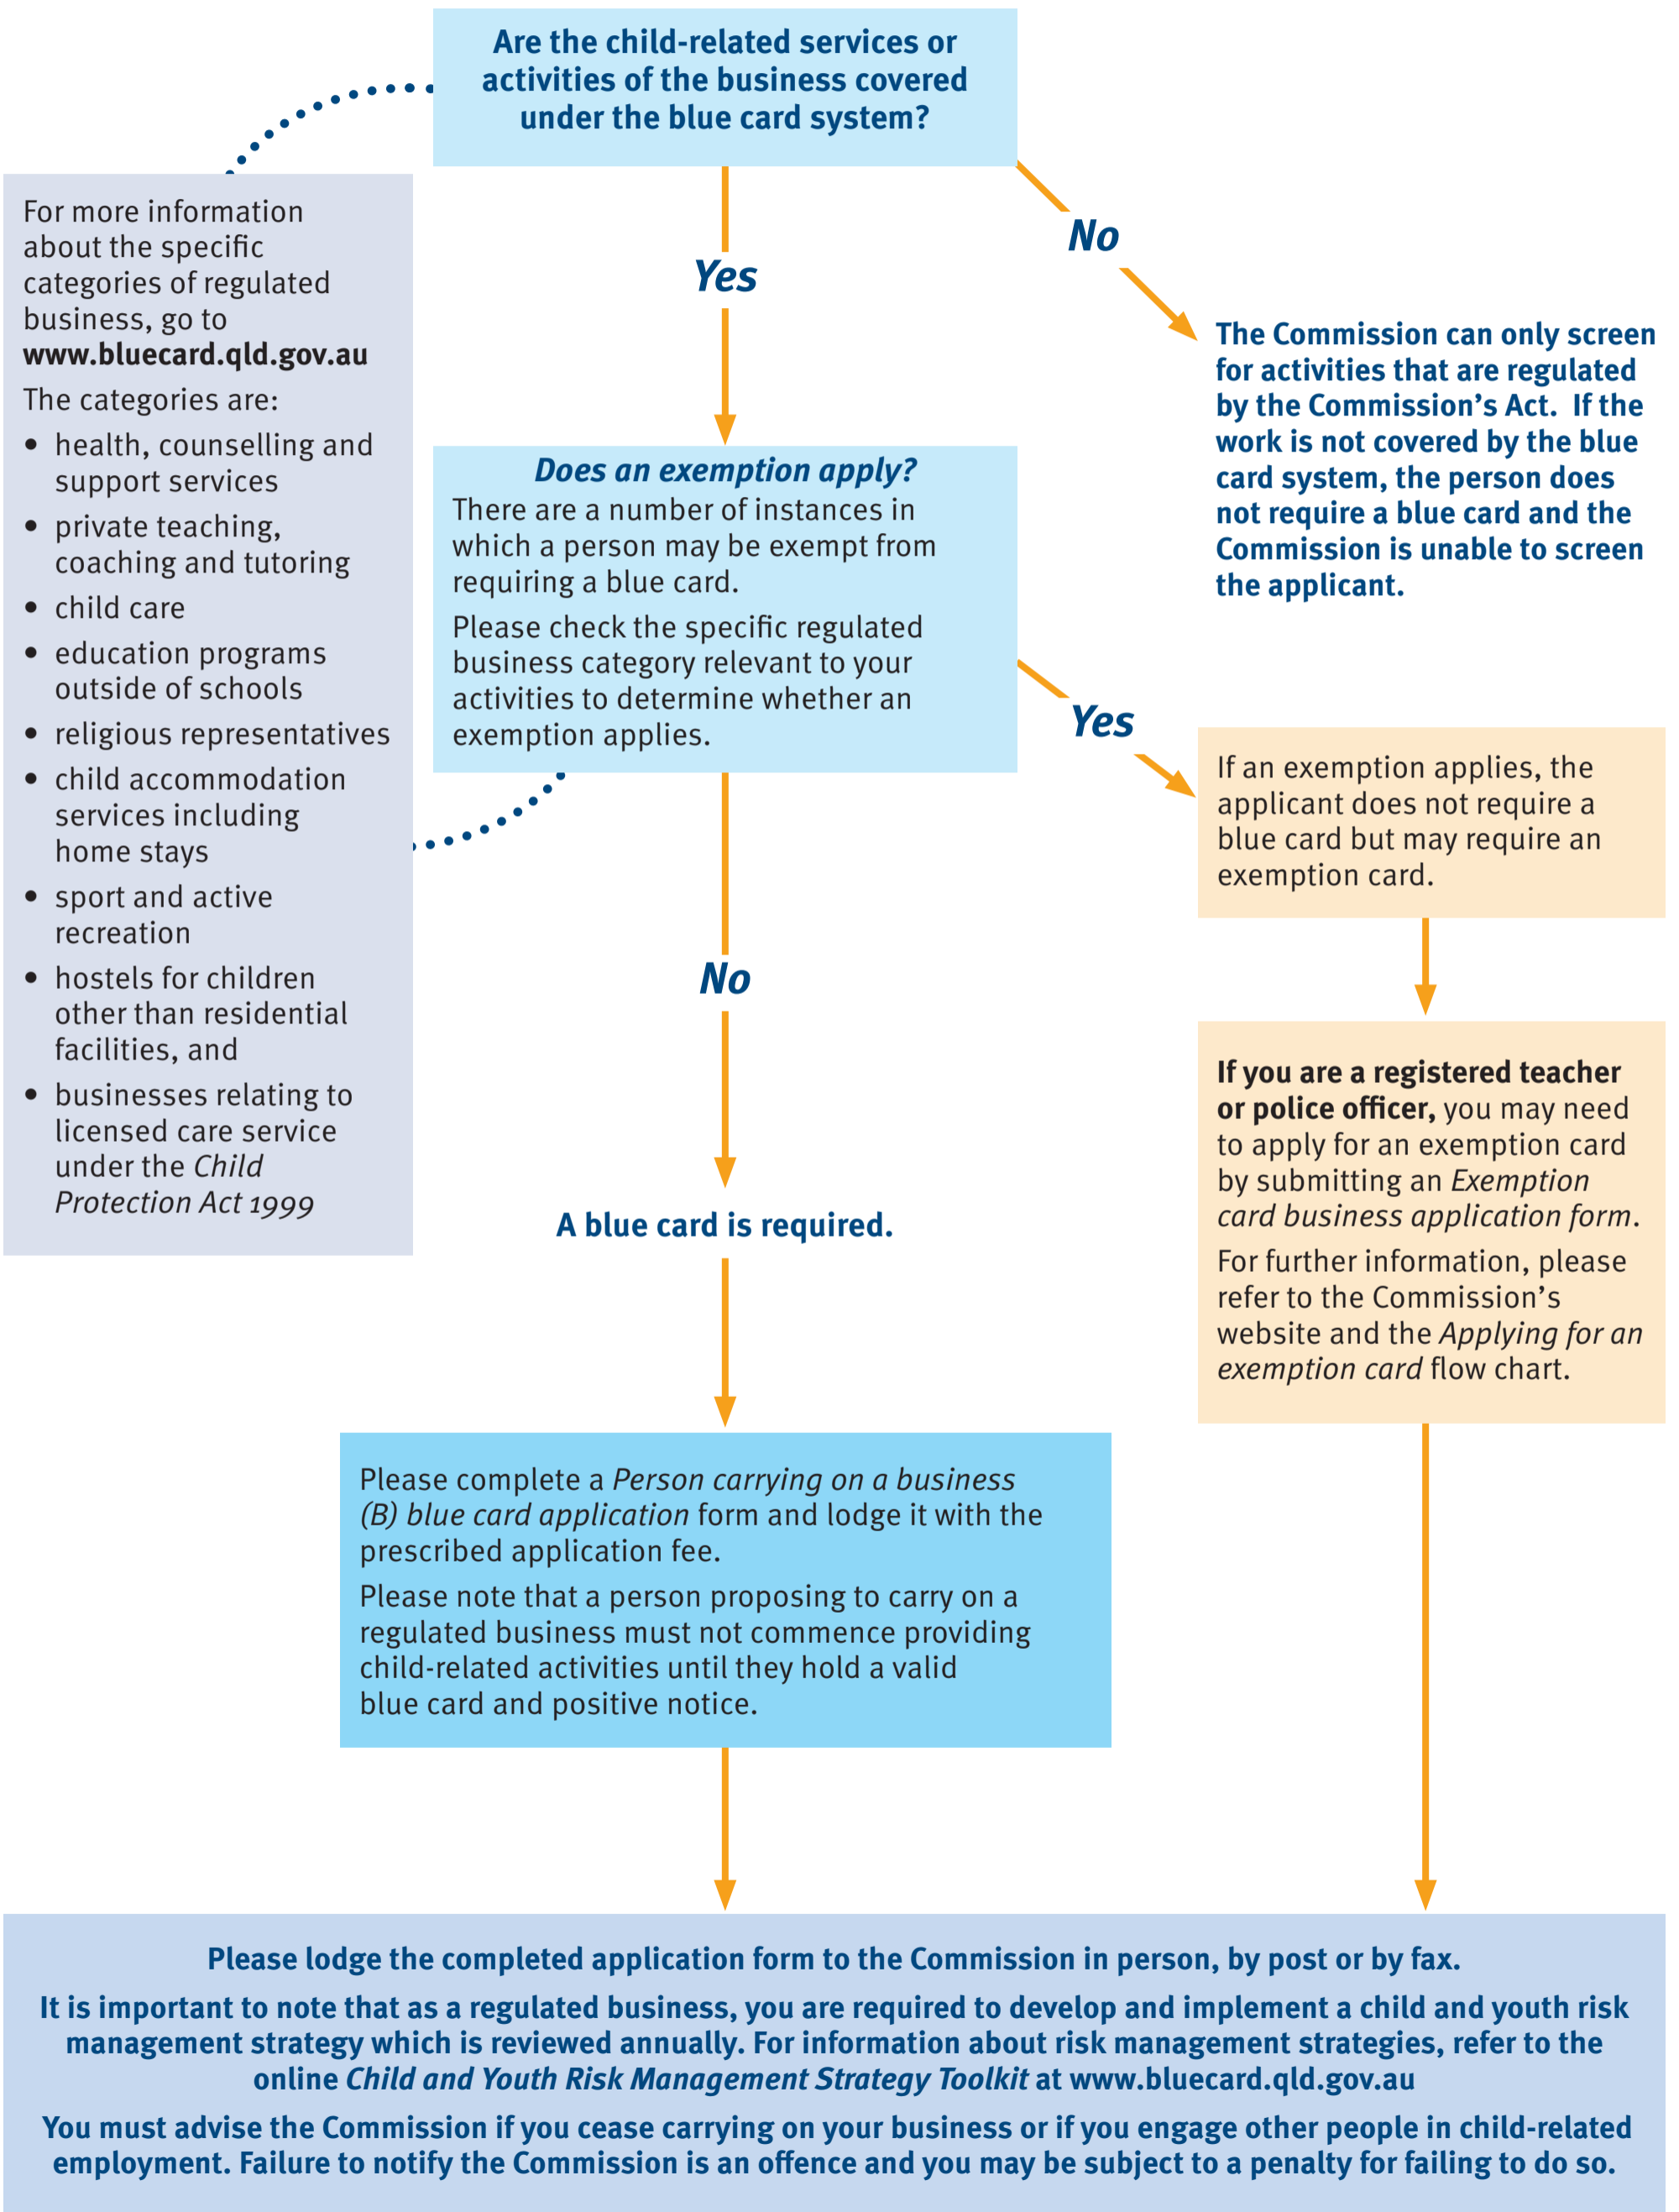 Are the child-related services or
activities of the business covered
under the blue card system?
For more information
about the specific
categories of regulated
business, go to
www.bluecard.qld.gov.au
The categories are:
• health, counselling and
support services
• private teaching,
coaching and tutoring
• child care
• education programs
outside of schools
• religious representatives
• child accommodation
services including
home stays
• sport and active
recreation
• hostels for children
other than residential
facilities, and
• businesses relating to
licensed care service
under the Child
Protection Act 1999
Yes
No
The Commission can only screen
for activities that are regulated
by the Commission's Act.  If the
work is not covered by the blue
card system, the person does
not require a blue card and the
Commission is unable to screen
the applicant.
Does an exemption apply?
There are a number of instances in
which a person may be exempt from
requiring a blue card.
Please check the specific regulated
business category relevant to your
activities to determine whether an
exemption applies.
Yes
If an exemption applies, the
applicant does not require a
blue card but may require an
exemption card.
No
If you are a registered teacher
or police officer, you may need
to apply for an exemption card
by submitting an Exemption
card business application form.
For further information, please
refer to the Commission's
website and the Applying for an
exemption card flow chart.
A blue card is required.
Please complete a Person carrying on a business
(B) blue card application form and lodge it with the
prescribed application fee.
Please note that a person proposing to carry on a
regulated business must not commence providing
child-related activities until they hold a valid
blue card and positive notice.
Please lodge the completed application form to the Commission in person, by post or by fax.
It is important to note that as a regulated business, you are required to develop and implement a child and youth risk
management strategy which is reviewed annually. For information about risk management strategies, refer to the
online Child and Youth Risk Management Strategy Toolkit at www.bluecard.qld.gov.au
You must advise the Commission if you cease carrying on your business or if you engage other people in child-related
employment. Failure to notify the Commission is an offence and you may be subject to a penalty for failing to do so.